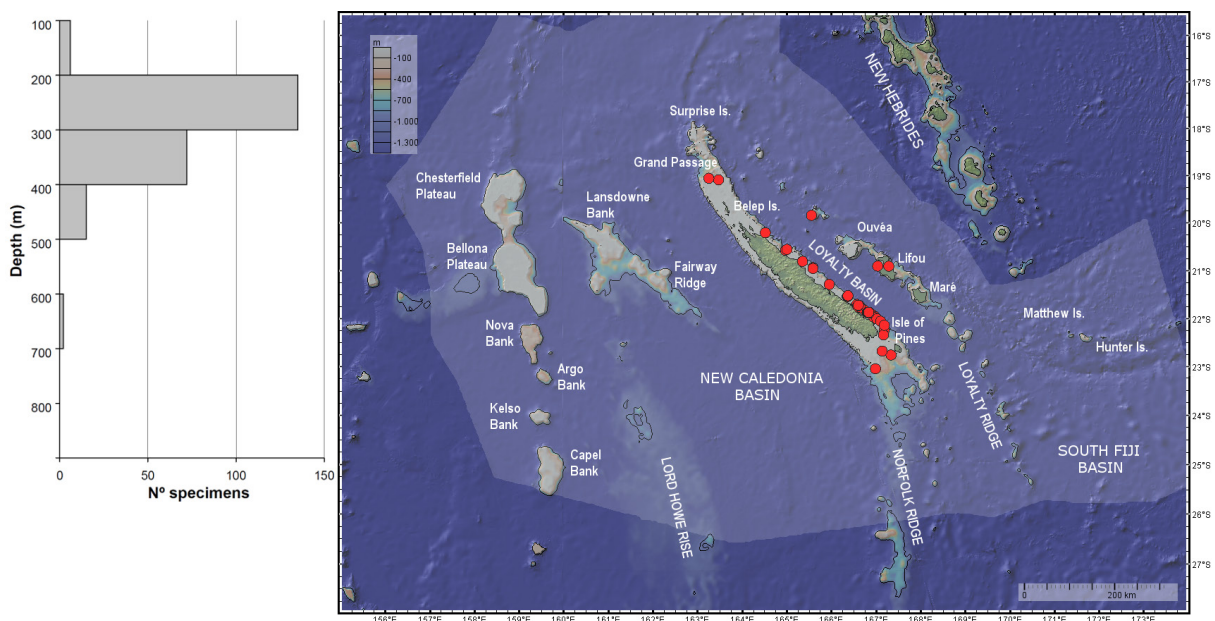 100
200
300
400
500
600
700
800
Depth (m)
0
50
100
150
Nº specimens
m
-100
-400
-700
-1.000
-1.300
Surprise Is.
Grand Passage
Chesterfield
Plateau
Lansdowne
Bank
Belep Is.
Bellona
Plateau
Fairway
Ridge
LOYALTY BASIN
Ouvéa
Lifou
Maré
NEW HEBRIDES
Isle of
Pines
Matthew Is.
Hunter Is.
Nova
Bank
Argo
Bank
Kelso
Bank
Capel
Bank
NEW CALEDONIA
BASIN
LORD HOWE RISE
NORFOLK RIDGE
LOYALTY RIDGE
SOUTH FIJI
BASIN
0
200 km
16°S
17°S
18°S
19°S
20°S
21°S
22°S
23°S
24°S
25°S
26°S
27°S
156°E
157°E
158°E
159°E
160°E
161°E
162°E
163°E
164°E
165°E
166°E
167°E
168°E
169°E
170°E
171°E
172°E
173°E